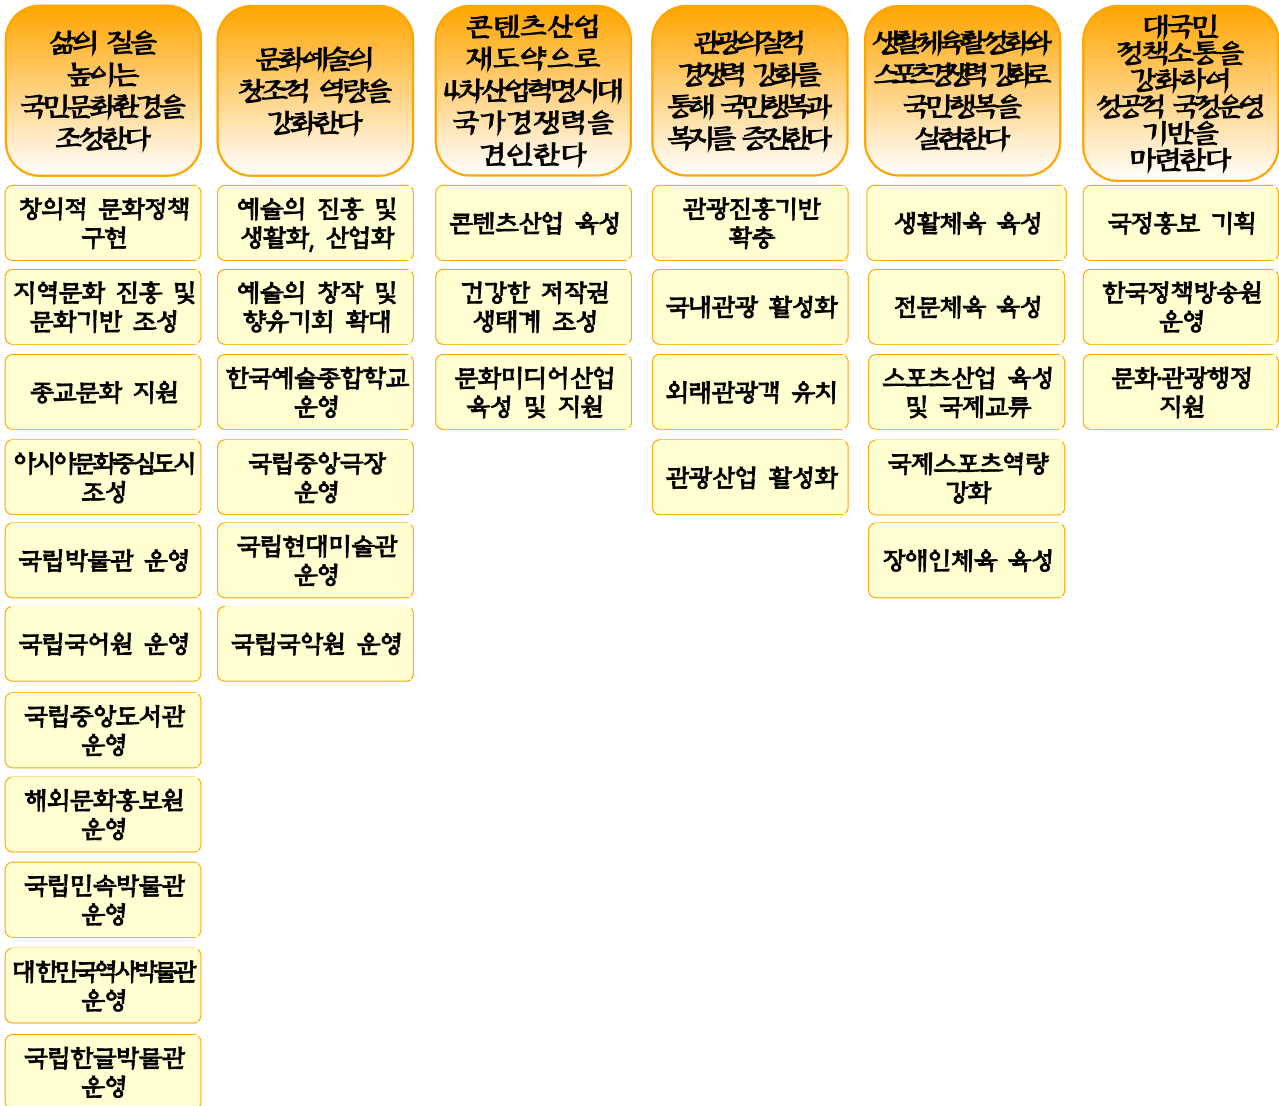 삶의 질을
높이는
국민문화환경을
조성한다
창의적 문화정책
구현
지역문화 진흥 및
문화기반 조성
종교문화 지원
아시아문화중심도시
조성
국립박물관 운영
국립국어원 운영
국립중앙도서관
운영
해외문화홍보원
운영
국립민속박물관
운영
대한민국역사박물관
운영
국립한글박물관
운영
문화예술의
창조적 역량을
강화한다
예술의 진흥 및
생활화, 산업화
예술의 창작 및
향유기회 확대
한국예술종합학교
운영
국립중앙극장
운영
국립현대미술관
운영
국립국악원 운영
콘텐츠산업
재도약으로
4차산업혁명시대
국가경쟁력을
견인한다
콘텐츠산업 육성
건강한 저작권
생태계 조성
문화미디어산업
육성 및 지원
관광의질적
경쟁력 강화를
통해 국민행복과
복지를 증진한다
관광진흥기반
확충
국내관광 활성화
외래관광객 유치
관광산업 활성화
생활체육활성화와
스포츠경쟁력 강화로
국민행복을
실현한다
생활체육 육성
전문체육 육성
스포츠산업 육성
및 국제교류
국제스포츠역량
강화
장애인체육 육성
대국민
정책소통을
강화하여
성공적 국정운영
기반을
마련한다
국정홍보 기획
한국정책방송원
운영
문화·관광행정
지원